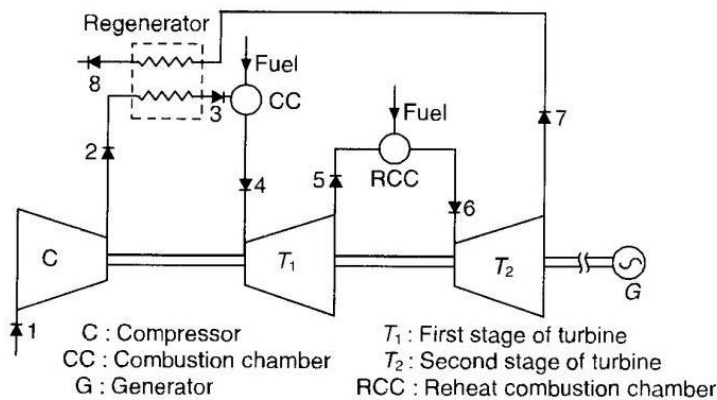 Regenerator
Fuel
8
3
CC
Fuel
7
2
4
5
RCC
6
C
T₁
T₂
G
1
C : Compressor
CC : Combustion chamber
G : Generator
T₁ : First stage of turbine
T₂ : Second stage of turbine
RCC : Reheat combustion chamber